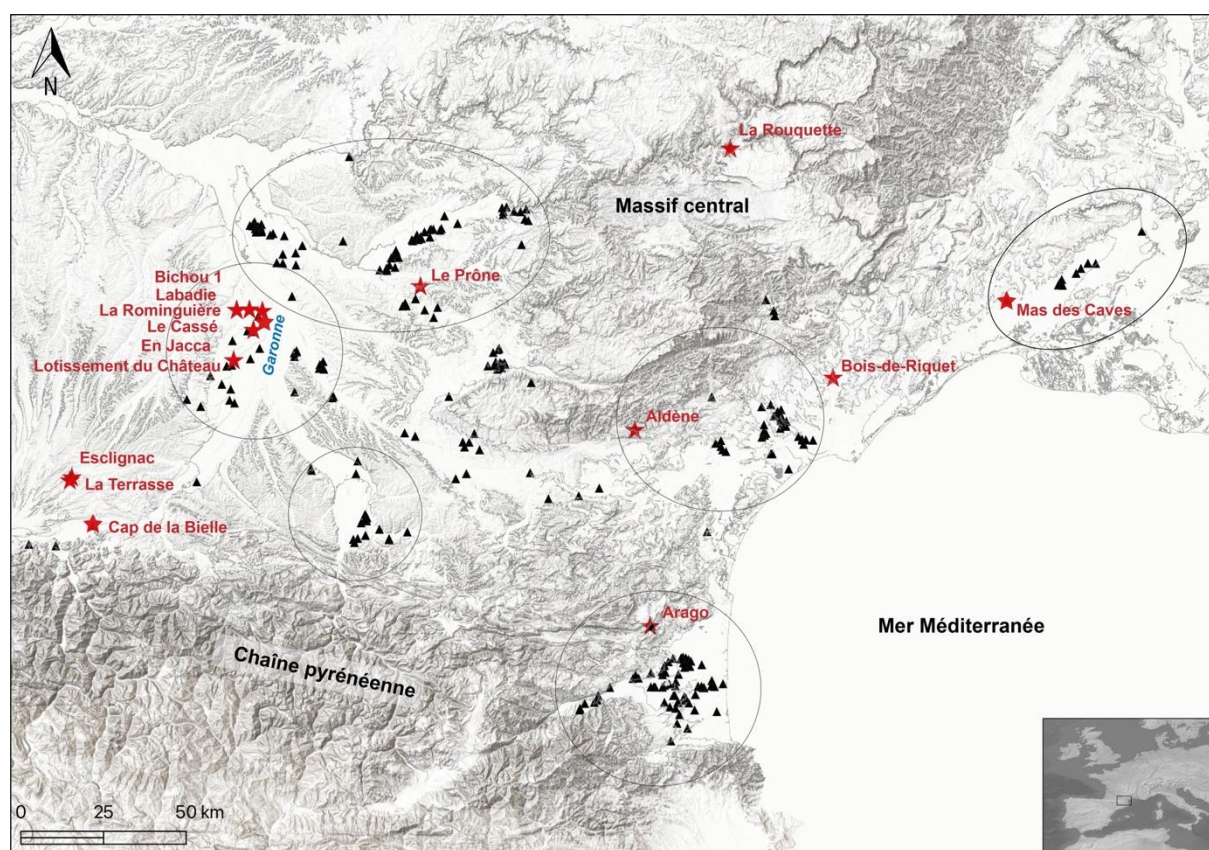 N
La Rouquette
Massif central
Bichou 1
Le Prône
Labadie
La Rominguière
Mas des Caves
Le Cassé
Garonne
En Jacca
Lotissement du Château
Bois-de-Riquet
Aldène
Esclignac
La Terrasse
Cap de la Bielle
Arago
Mer Méditerranée
Chaîne pyrénéenne
0 25 50 km